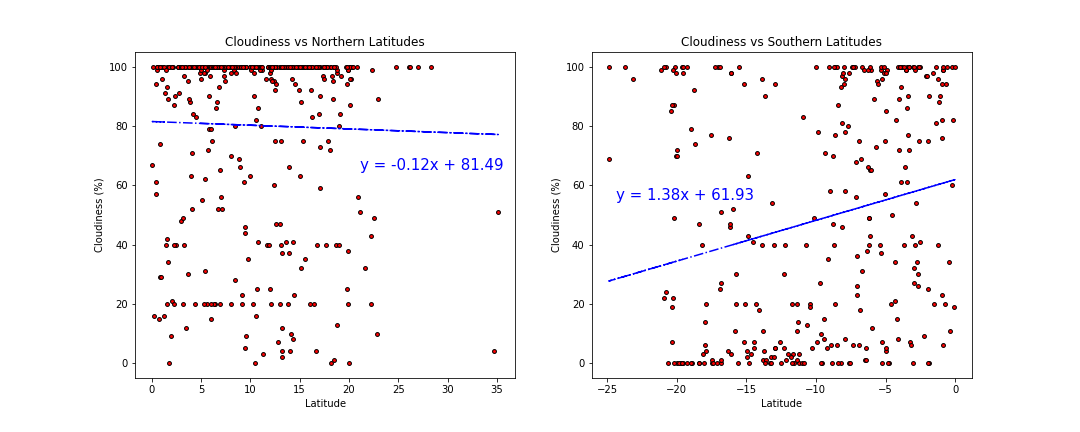 Cloudiness vs Northern Latitudes
100
80
60
40
20
0
Cloudiness (%)
y = -0.12x + 81.49
0 5 10 15 20 25 30 35
Latitude
Cloudiness vs Southern Latitudes
100
80
60
40
20
0
Cloudiness (%)
y = 1.38x + 61.93
−25 −20 −15 −10 −5 0
Latitude